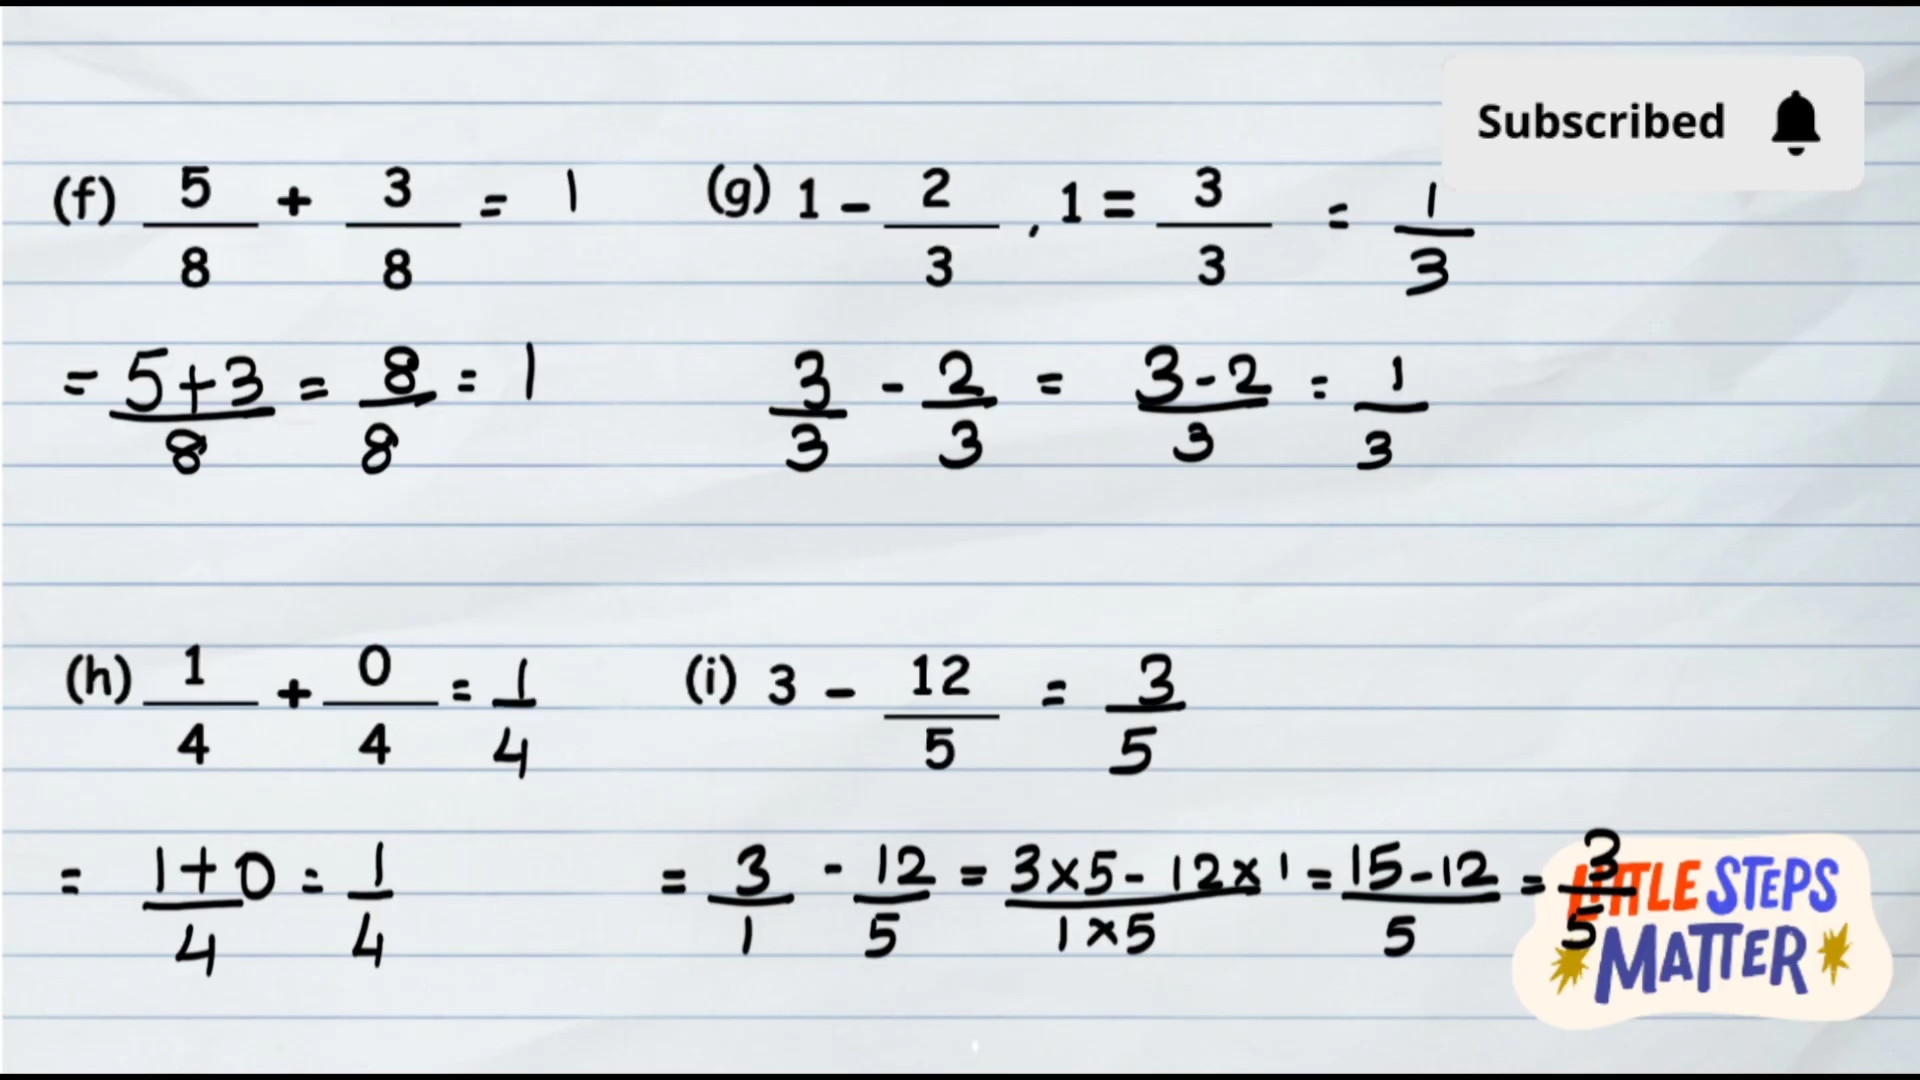 Subscribed
(f) 5/8 + 3/8 = 1
= 5+3/8 = 8/8 = 1
(g) 1 - 2/3 , 1 = 3/3 = 1/3
3/3 - 2/3 = 3-2/3 = 1/3
(h) 1/4 + 0/4 = 1/4
= 1+0/4 = 1/4
(i) 3 - 12/5 = 3/5
= 3/1 - 12/5 = 3×5-12×1/1×5 = 15-12/5 = 3/5
LITTLE STEPS
MATTER